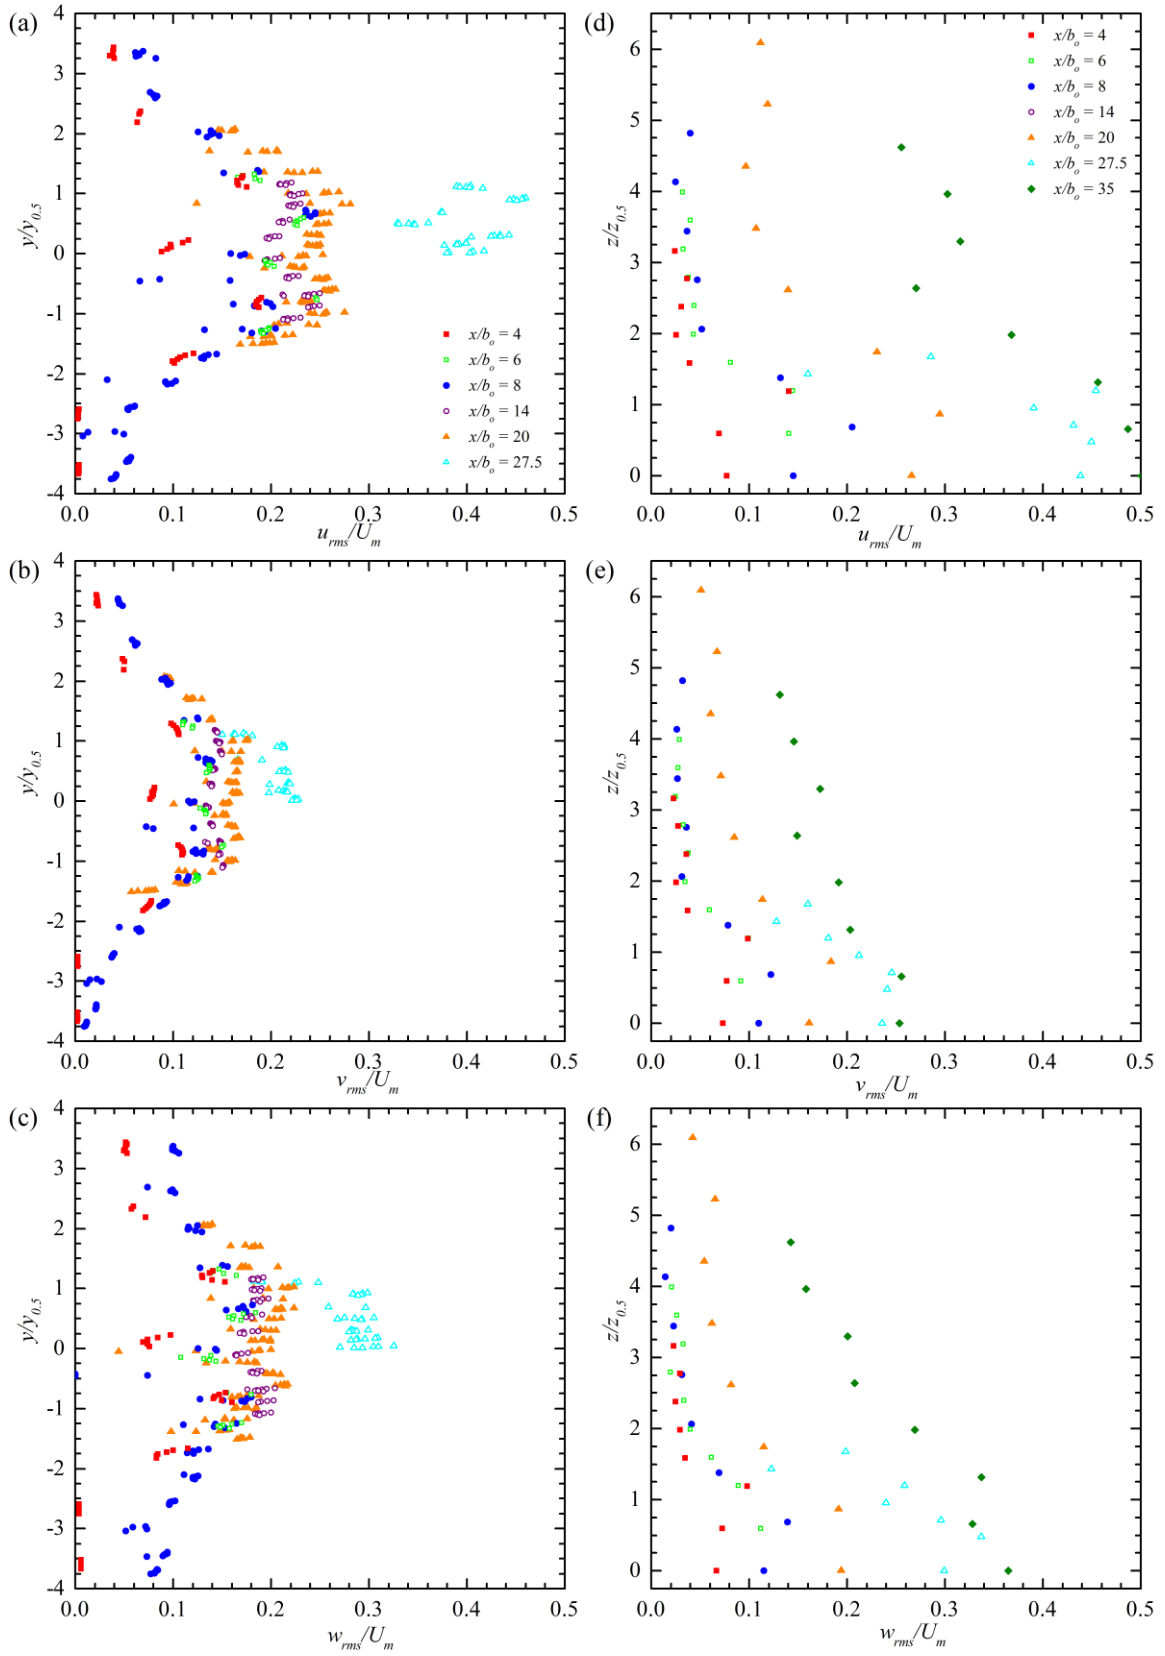 (a)
4
3
2
1
0
-1
-2
-3
-4
y/y0.5
x/bo = 4
x/bo = 6
x/bo = 8
x/bo = 14
x/bo = 20
x/bo = 27.5
0.0 0.1 0.2 0.3 0.4 0.5
urms/Um
(d)
6
5
4
3
2
1
0
z/z0.5
x/bo = 4
x/bo = 6
x/bo = 8
x/bo = 14
x/bo = 20
x/bo = 27.5
x/bo = 35
0.0 0.1 0.2 0.3 0.4 0.5
urms/Um
(b)
4
3
2
1
0
-1
-2
-3
-4
y/y0.5
0.0 0.1 0.2 0.3 0.4 0.5
vrms/Um
(e)
6
5
4
3
2
1
0
z/z0.5
0.0 0.1 0.2 0.3 0.4 0.5
vrms/Um
(c)
4
3
2
1
0
-1
-2
-3
-4
y/y0.5
0.0 0.1 0.2 0.3 0.4 0.5
wrms/Um
(f)
6
5
4
3
2
1
0
z/z0.5
0.0 0.1 0.2 0.3 0.4 0.5
wrms/Um